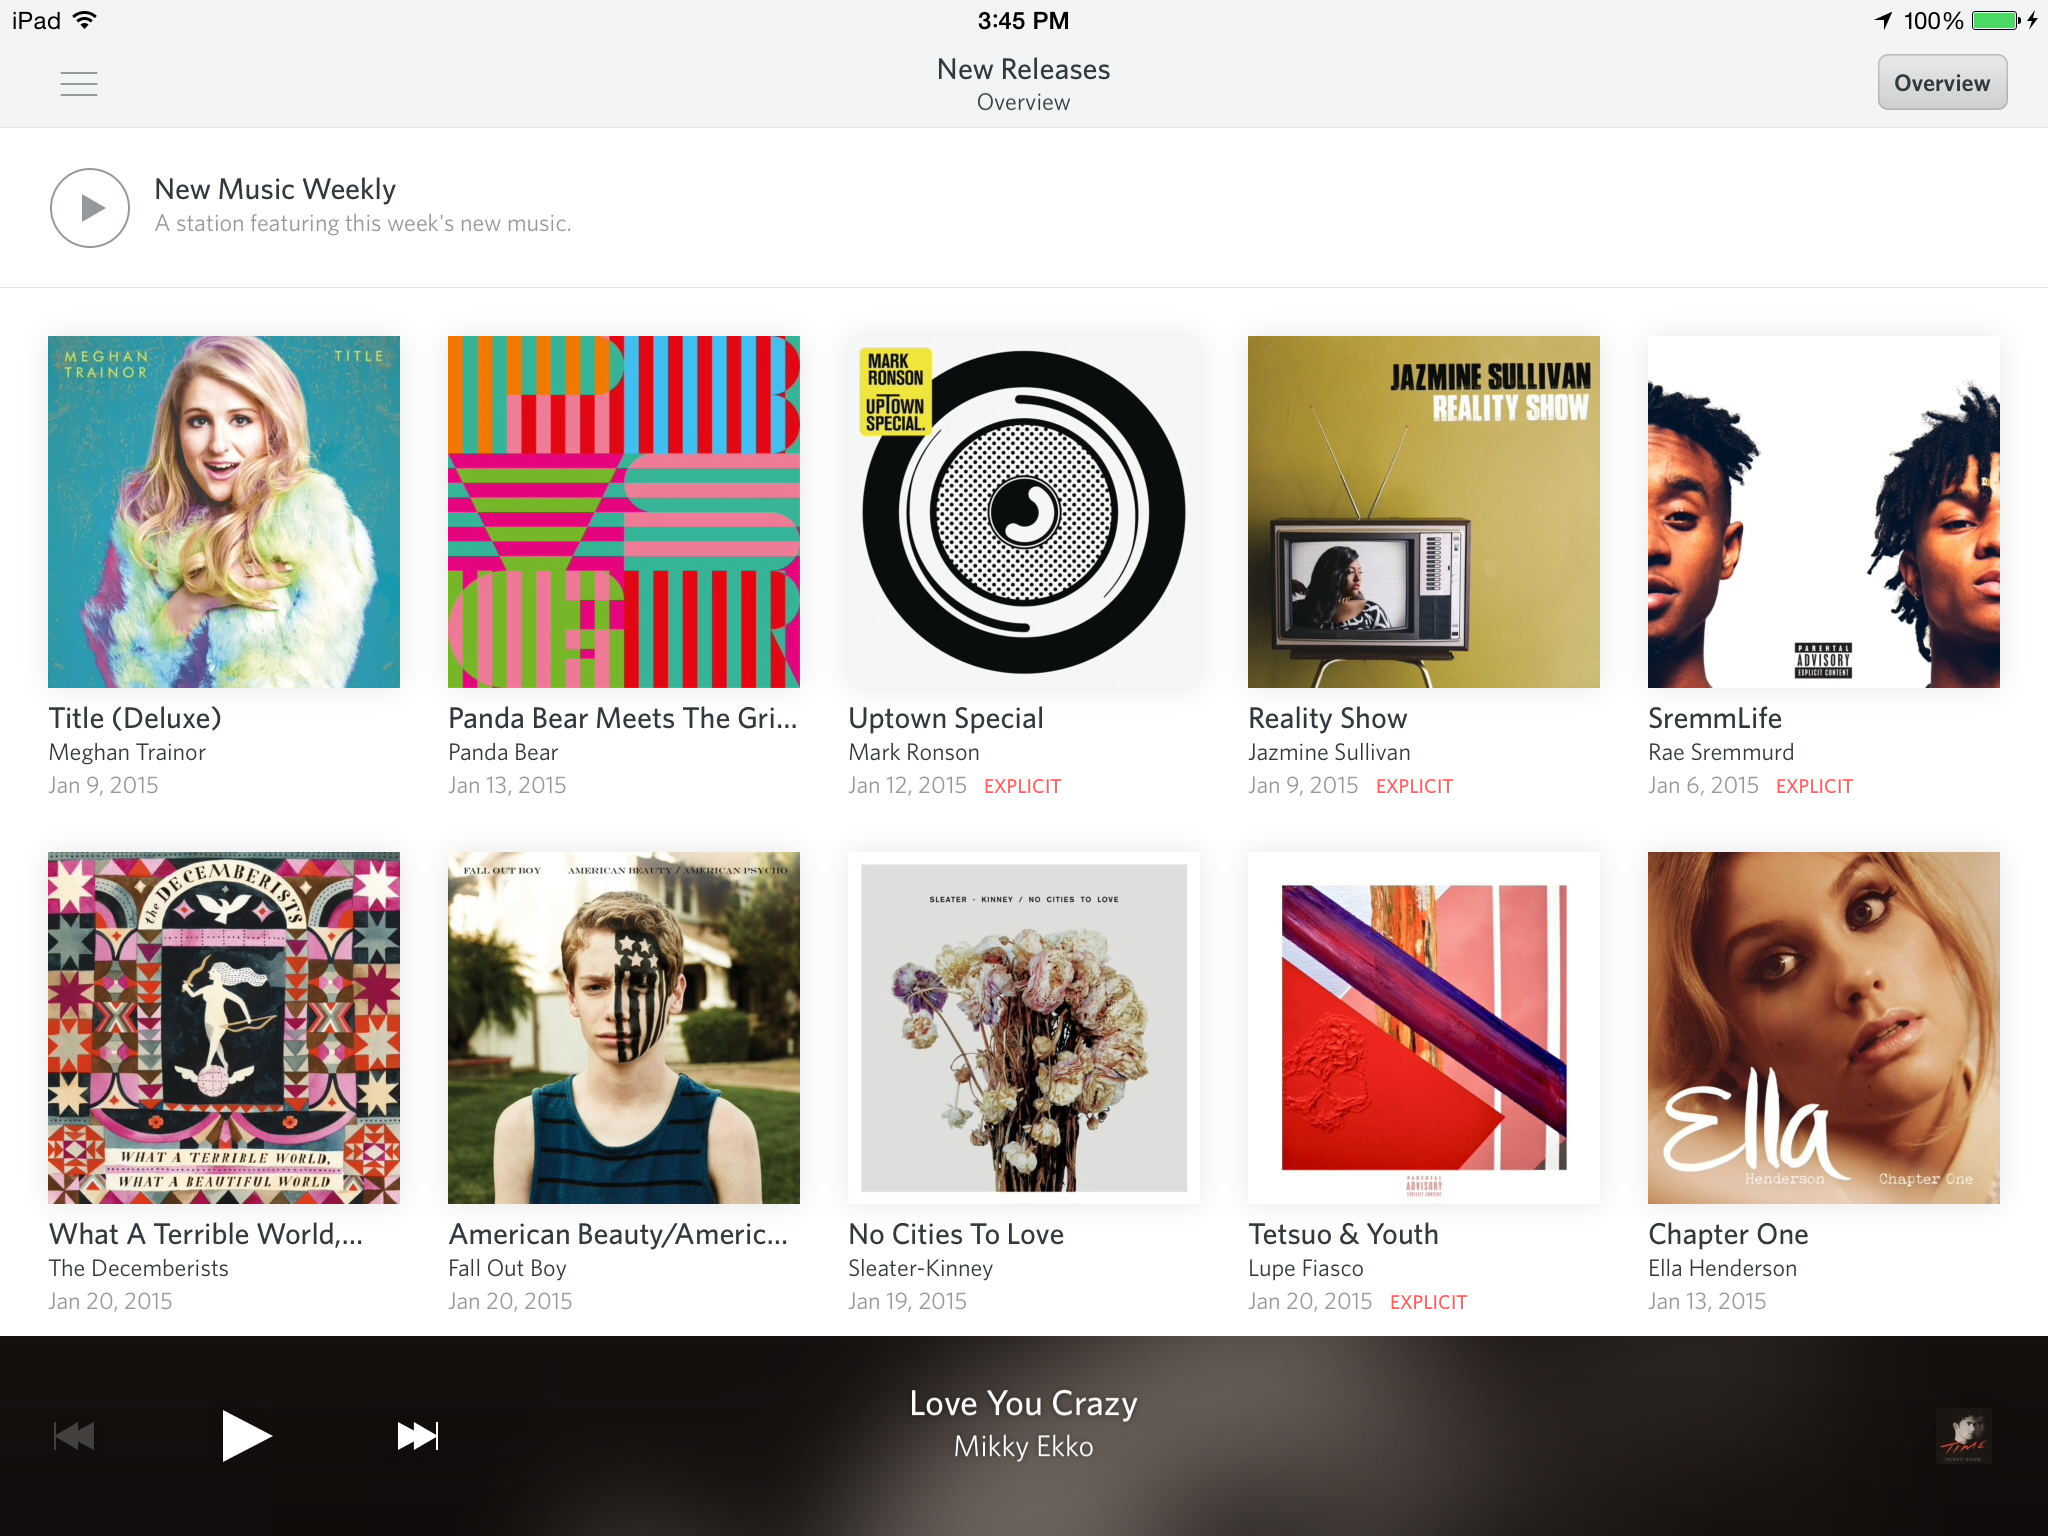 iPad
3:45 PM
100%
New Releases
Overview
Overview
New Music Weekly
A station featuring this week's new music.
MEGHAN
TRAINOR
TITLE
MARK
RONSON
UPTOWN
SPECIAL.
JAZMINE SULLIVAN
REALITY SHOW
PARENTAL
ADVISORY
EXPLICIT CONTENT
Title (Deluxe)
Meghan Trainor
Jan 9, 2015
Panda Bear Meets The Gri...
Panda Bear
Jan 13, 2015
Uptown Special
Mark Ronson
Jan 12, 2015 EXPLICIT
Reality Show
Jazmine Sullivan
Jan 9, 2015 EXPLICIT
SremmLife
Rae Sremmurd
Jan 6, 2015 EXPLICIT
the DECEMBERISTS
WHAT A TERRIBLE WORLD,
WHAT A BEAUTIFUL WORLD
FALL OUT BOY
AMERICAN BEAUTY / AMERICAN PSYCHO
SLEATER - KINNEY / NO CITIES TO LOVE
PARENTAL
ADVISORY
EXPLICIT CONTENT
Ella
Henderson
Chapter One
What A Terrible World,...
The Decemberists
Jan 20, 2015
American Beauty/Americ...
Fall Out Boy
Jan 20, 2015
No Cities To Love
Sleater-Kinney
Jan 19, 2015
Tetsuo & Youth
Lupe Fiasco
Jan 20, 2015 EXPLICIT
Chapter One
Ella Henderson
Jan 13, 2015
Love You Crazy
Mikky Ekko
TIME
MIKKY EKKO